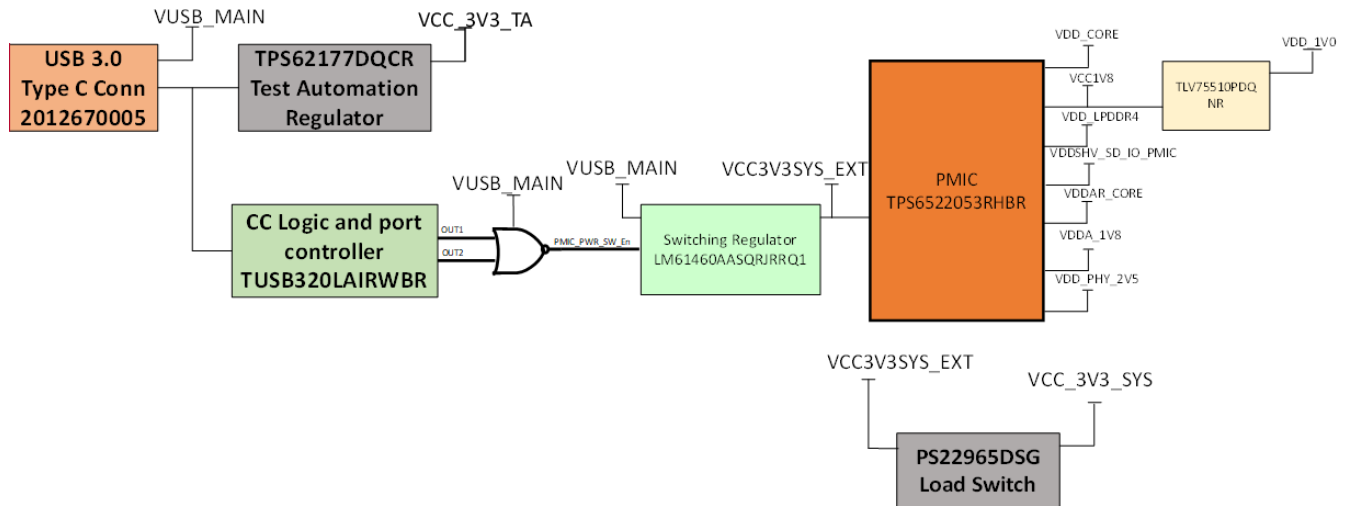 VUSB_MAIN
USB 3.0
Type C Conn
2012670005
TPS62177DQCR
Test Automation
Regulator
VCC_3V3_TA
CC Logic and port
controller
TUSB320LAIRWBR
OUT1
OUT2
VUSB_MAIN
PMIC_PWR_SW_En
VUSB_MAIN
Switching Regulator
LM61460AASQRJRRQ1
VCC3V3SYS_EXT
PMIC
TPS6522053RHBR
VDD_CORE
VCC1V8
VDD_LPDDR4
VDDSHV_SD_IO_PMIC
VDDAR_CORE
VDDA_1V8
VDD_PHY_2V5
TLV75510PDQ
NR
VDD_1V0
VCC3V3SYS_EXT
VCC_3V3_SYS
PS22965DSG
Load Switch